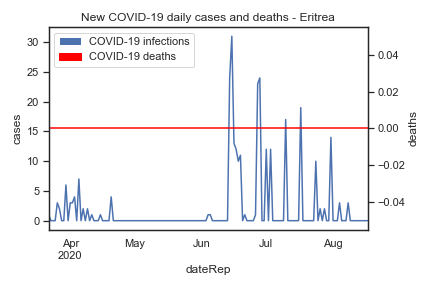 New COVID-19 daily cases and deaths - Eritrea
COVID-19 infections
COVID-19 deaths
30
25
20
15
10
5
0
cases
0.04
0.02
0.00
−0.02
−0.04
deaths
Apr
2020
May
Jun
Jul
Aug
dateRep